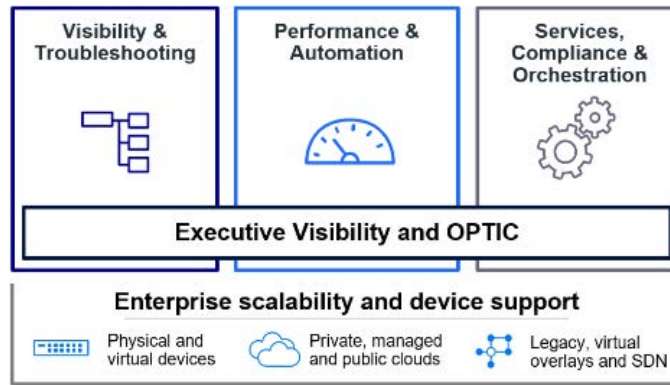 Visibility &
Troubleshooting
Performance &
Automation
Services,
Compliance &
Orchestration
Executive Visibility and OPTIC
Enterprise scalability and device support
Physical and
virtual devices
Private, managed
and public clouds
Legacy, virtual
overlays and SDN